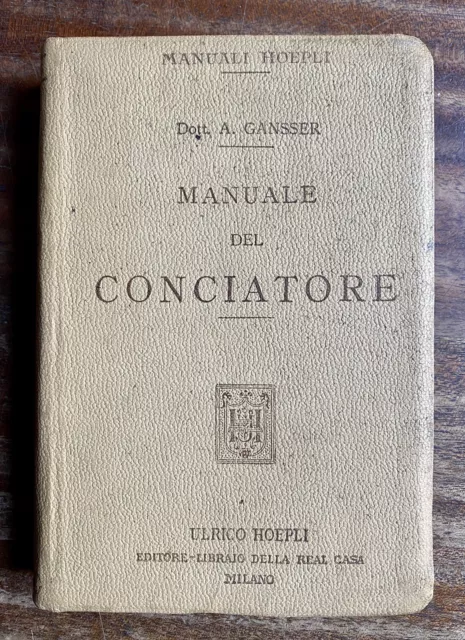 MANUALI HOEPLI
Dott. A. GANSSER
MANUALE
DEL
CONCIATORE
ULRICO HOEPLI
EDITORE-LIBRAIO DELLA REAL CASA
MILANO